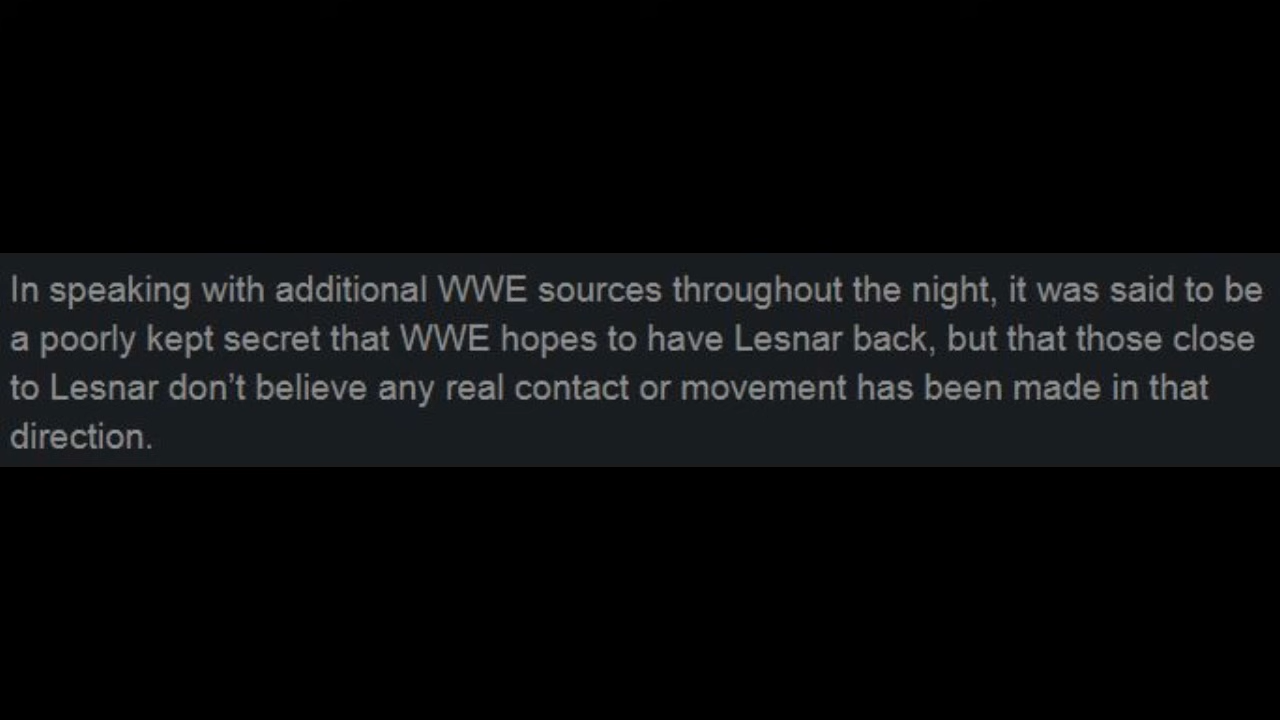 In speaking with additional WWE sources throughout the night, it was said to be
a poorly kept secret that WWE hopes to have Lesnar back, but that those close
to Lesnar don’t believe any real contact or movement has been made in that
direction.